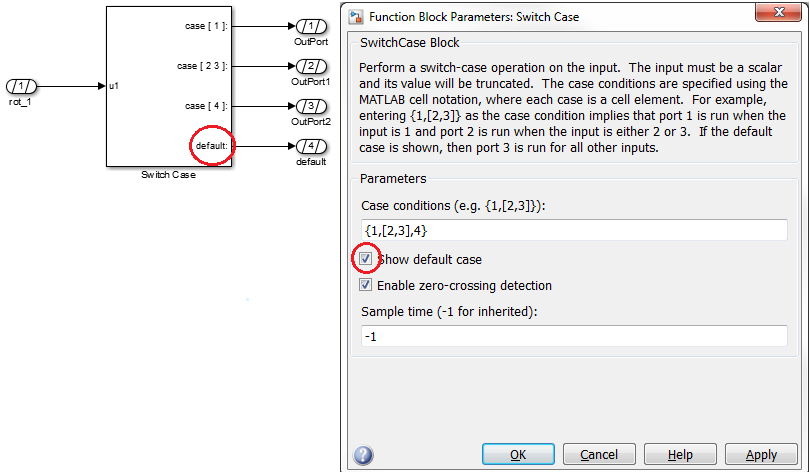 case [ 1 ]:
/1/
OutPort
case [ 2 3 ]:
/2/
OutPort1
/1/
rot_1
u1
case [ 4 ]:
/3/
OutPort2
default:
/4/
default
Switch Case
Function Block Parameters: Switch Case
SwitchCase Block
Perform a switch-case operation on the input. The input must be a scalar
and its value will be truncated. The case conditions are specified using the
MATLAB cell notation, where each case is a cell element. For example,
entering {1,[2,3]} as the case condition implies that port 1 is run when the
input is 1 and port 2 is run when the input is either 2 or 3. If the default
case is shown, then port 3 is run for all other inputs.
Parameters
Case conditions (e.g. {1,[2,3]}):
{1,[2,3],4}
Show default case
Enable zero-crossing detection
Sample time (-1 for inherited):
-1
?
OK
Cancel
Help
Apply